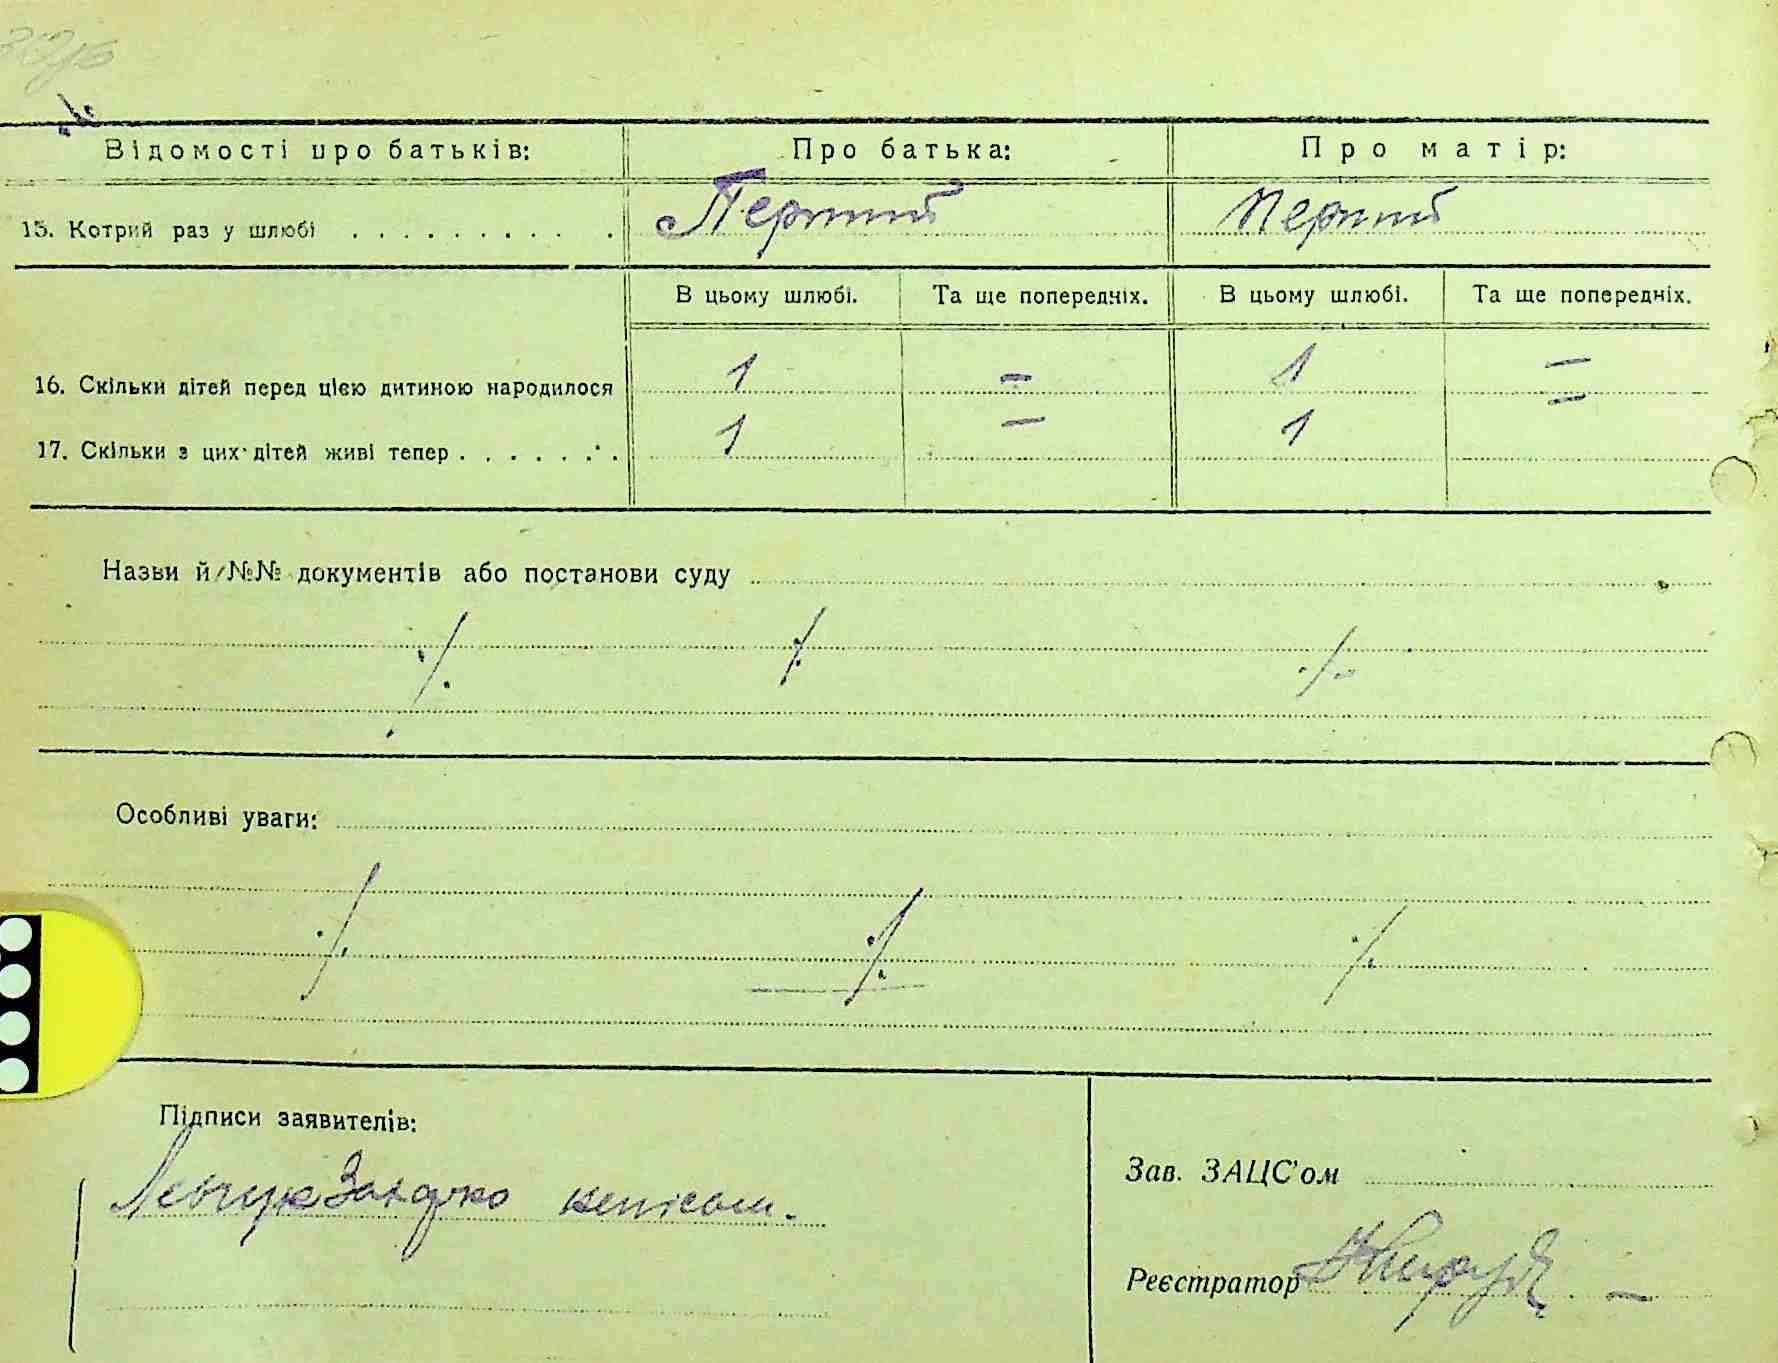 ./.
Відомості про батьків: Про батька: Про матір:
15. Котрий раз у шлюбі . . . . . . . . . . Перший Перший
В цьому шлюбі. Та ще попередніх. В цьому шлюбі. Та ще попередніх.
16. Скільки дітей перед цією дитиною народилося 1 – 1 –
17. Скільки з цих дітей живі тепер . . . . . . . 1 – 1 –
Назви й №№ документів або постанови суду
./. ./. ./.
Особливі уваги:
./. ./. ./.
Підписи заявителів:
Зав. ЗАЦС'ом
Реєстратор